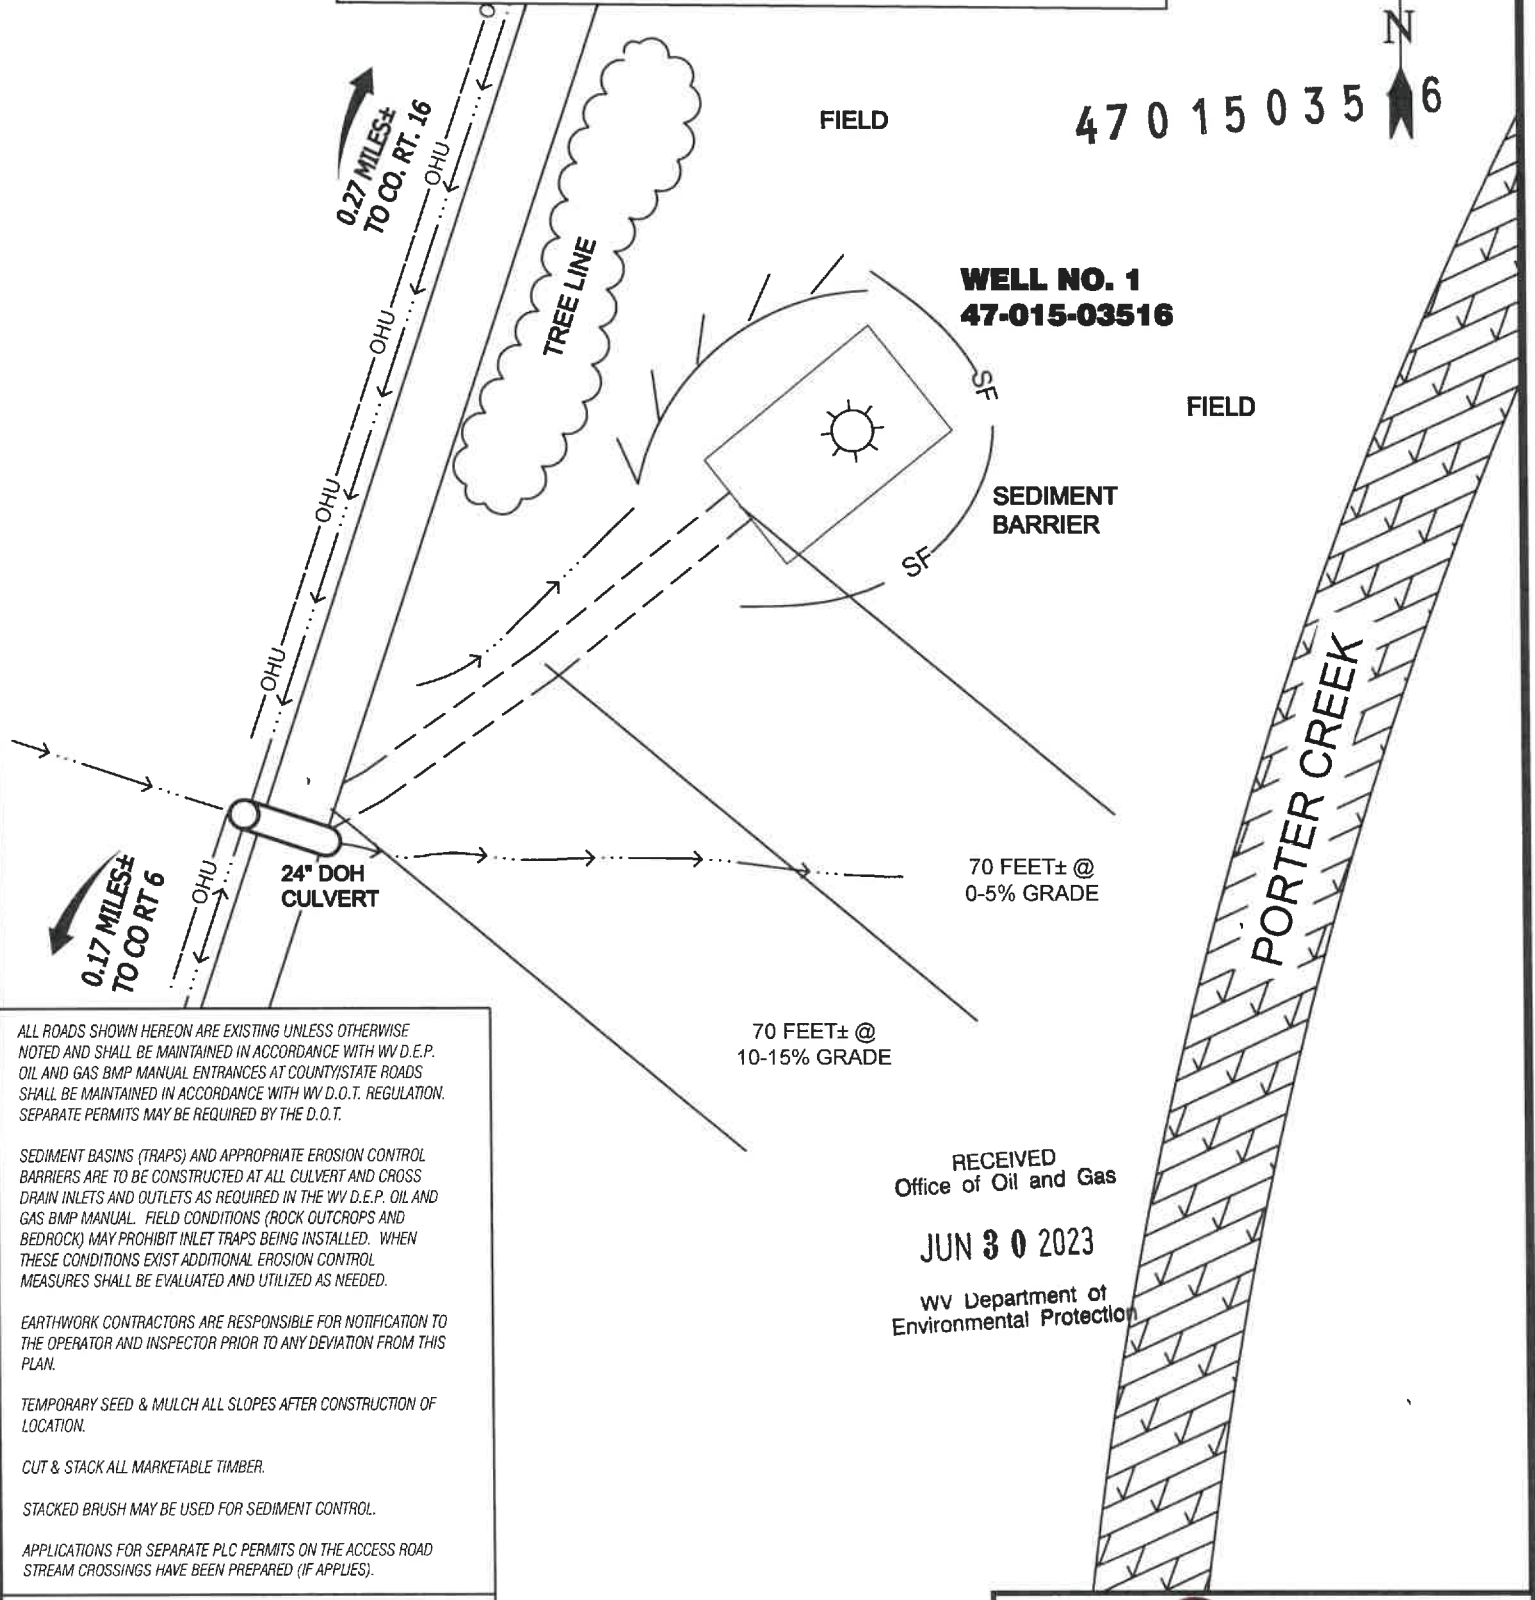 N
47 0 15 0 3 5 6
FIELD
0.27 MILES±
TO CO. RT. 16
OHU
TREE LINE
WELL NO. 1
47-015-03516
OHU
SF
FIELD
OHU
SEDIMENT
BARRIER
SF
OHU
PORTER CREEK
24" DOH
CULVERT
OHU
0.17 MILES±
TO CO RT 6
70 FEET± @
0-5% GRADE
70 FEET± @
10-15% GRADE
ALL ROADS SHOWN HEREON ARE EXISTING UNLESS OTHERWISE
NOTED AND SHALL BE MAINTAINED IN ACCORDANCE WITH WV D.E.P.
OIL AND GAS BMP MANUAL ENTRANCES AT COUNTY/STATE ROADS
SHALL BE MAINTAINED IN ACCORDANCE WITH WV D.O.T. REGULATION.
SEPARATE PERMITS MAY BE REQUIRED BY THE D.O.T.
SEDIMENT BASINS (TRAPS) AND APPROPRIATE EROSION CONTROL
BARRIERS ARE TO BE CONSTRUCTED AT ALL CULVERT AND CROSS
DRAIN INLETS AND OUTLETS AS REQUIRED IN THE WV D.E.P. OIL AND
GAS BMP MANUAL. FIELD CONDITIONS (ROCK OUTCROPS AND
BEDROCK) MAY PROHIBIT INLET TRAPS BEING INSTALLED. WHEN
THESE CONDITIONS EXIST ADDITIONAL EROSION CONTROL
MEASURES SHALL BE EVALUATED AND UTILIZED AS NEEDED.
EARTHWORK CONTRACTORS ARE RESPONSIBLE FOR NOTIFICATION TO
THE OPERATOR AND INSPECTOR PRIOR TO ANY DEVIATION FROM THIS
PLAN.
TEMPORARY SEED & MULCH ALL SLOPES AFTER CONSTRUCTION OF
LOCATION.
CUT & STACK ALL MARKETABLE TIMBER.
STACKED BRUSH MAY BE USED FOR SEDIMENT CONTROL.
APPLICATIONS FOR SEPARATE PLC PERMITS ON THE ACCESS ROAD
STREAM CROSSINGS HAVE BEEN PREPARED (IF APPLIES).
RECEIVED
Office of Oil and Gas
JUN 30 2023
WV Department of
Environmental Protection